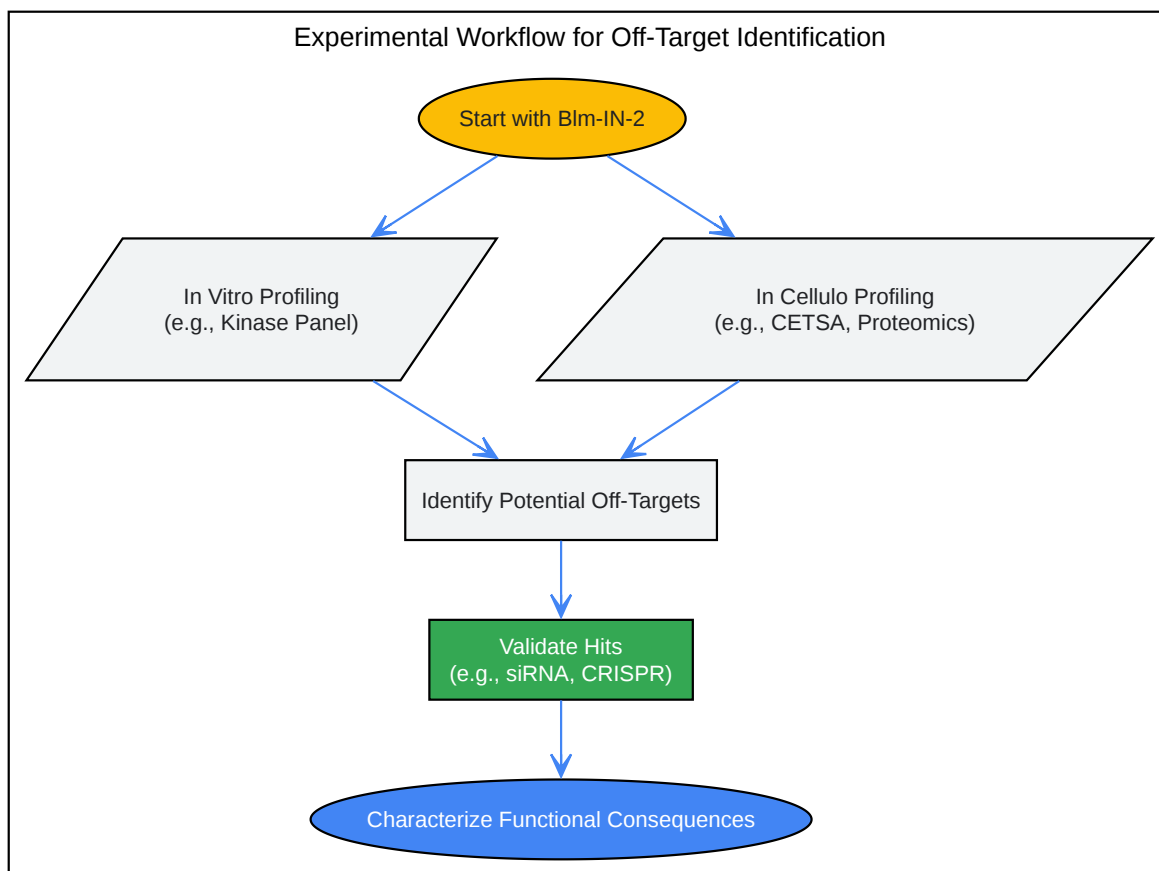 Experimental Workflow for Off-Target Identification
Start with Blm-IN-2
In Vitro Profiling
(e.g., Kinase Panel)
In Cellulo Profiling
(e.g., CETSA, Proteomics)
Identify Potential Off-Targets
Validate Hits
(e.g., siRNA, CRISPR)
Characterize Functional Consequences